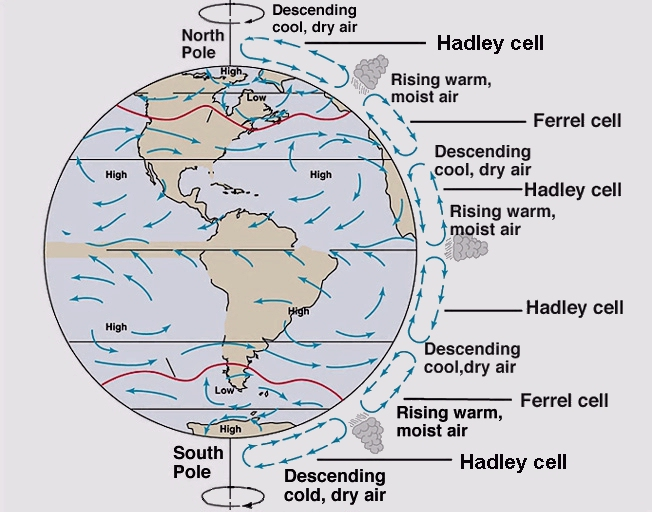 Descending
cool, dry air
North
Pole
Hadley cell
High
Low
Rising warm,
moist air
Ferrel cell
Descending
cool, dry air
High
High
Hadley cell
Rising warm,
moist air
High
Hadley cell
High
Descending
cool,dry air
Low
Ferrel cell
Rising warm,
moist air
High
South
Pole
Hadley cell
Descending
cold, dry air